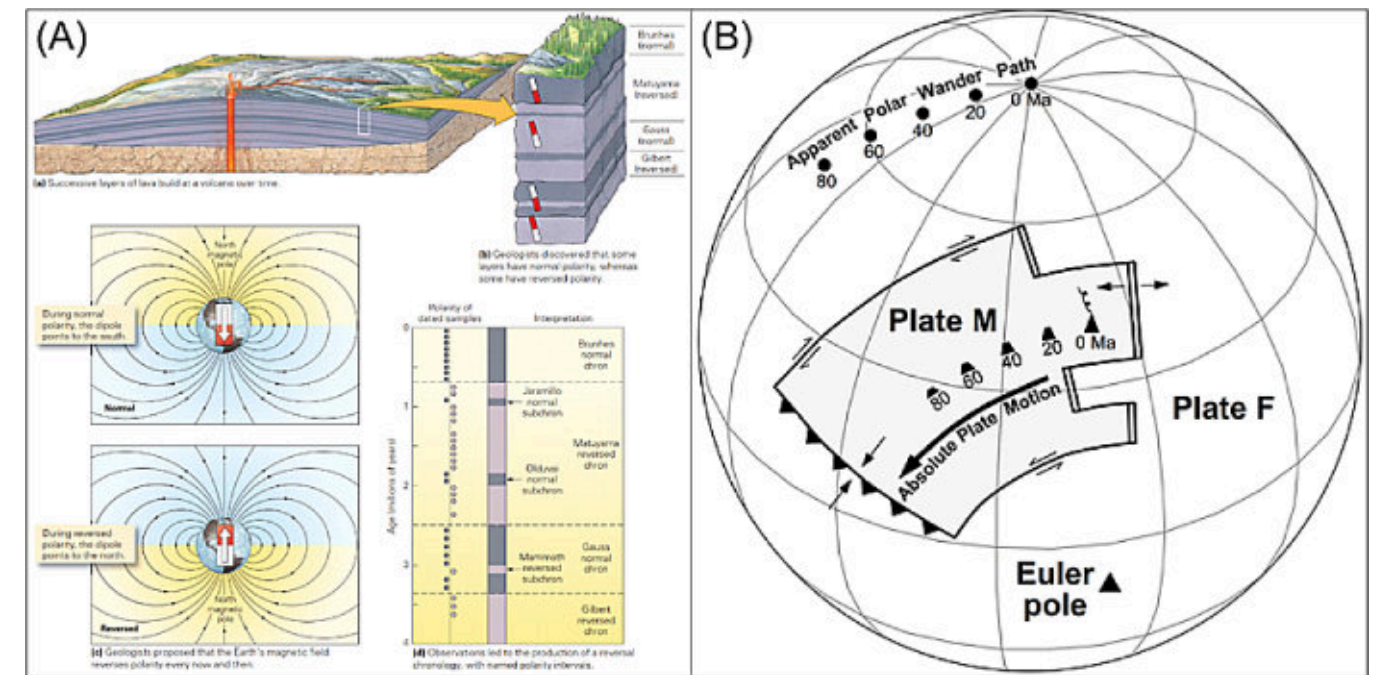 (A)
Brunhes
(normal)
Matuyama
(reversed)
Gauss
(normal)
Gilbert
(reversed)
(a) Successive layers of lava build at a volcano over time.
(b) Geologists discovered that some
layers have normal polarity, whereas
some have reversed polarity.
North
magnetic
pole
During normal
polarity, the dipole
points to the south.
Normal
During reversed
polarity, the dipole
points to the north.
North
magnetic
pole
Reversed
(c) Geologists proposed that the Earth's magnetic field
reverses polarity every now and then.
Polarity of
dated samples
Interpretation
Age (millions of years)
0
1
2
3
4
Brunhes
normal
chron
Jaramillo
normal
subchron
Matuyama
reversed
chron
Olduvai
normal
subchron
Gauss
normal
chron
Mammoth
reversed
subchron
Gilbert
reversed
chron
(d) Observations led to the production of a reversal
chronology, with named polarity intervals.
(B)
Apparent Polar Wander Path
0 Ma
20
40
60
80
Plate M
0 Ma
20
40
60
80
Absolute Plate Motion
Plate F
Euler
pole